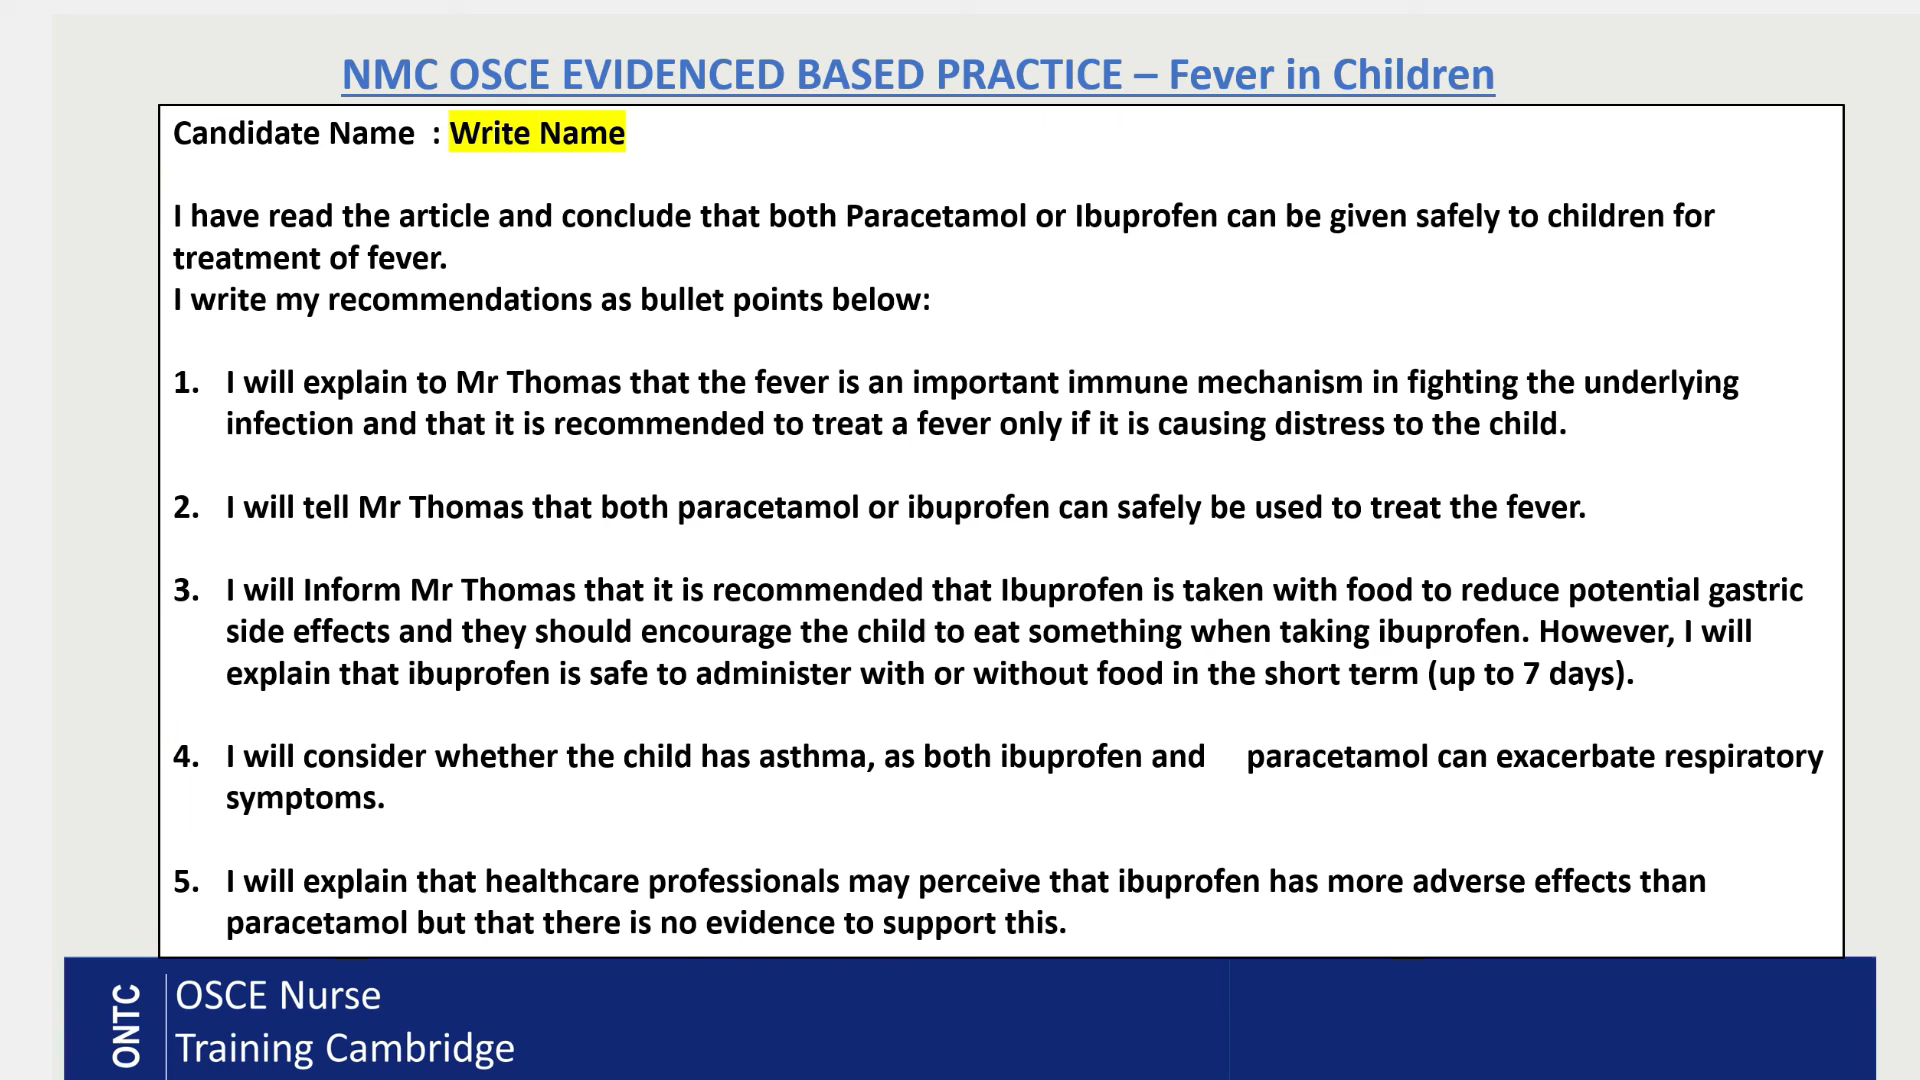 NMC OSCE EVIDENCED BASED PRACTICE – Fever in Children
Candidate Name : Write Name
I have read the article and conclude that both Paracetamol or Ibuprofen can be given safely to children for
treatment of fever.
I write my recommendations as bullet points below:
1. I will explain to Mr Thomas that the fever is an important immune mechanism in fighting the underlying
infection and that it is recommended to treat a fever only if it is causing distress to the child.
2. I will tell Mr Thomas that both paracetamol or ibuprofen can safely be used to treat the fever.
3. I will Inform Mr Thomas that it is recommended that Ibuprofen is taken with food to reduce potential gastric
side effects and they should encourage the child to eat something when taking ibuprofen. However, I will
explain that ibuprofen is safe to administer with or without food in the short term (up to 7 days).
4. I will consider whether the child has asthma, as both ibuprofen and paracetamol can exacerbate respiratory
symptoms.
5. I will explain that healthcare professionals may perceive that ibuprofen has more adverse effects than
paracetamol but that there is no evidence to support this.
ONTC
OSCE Nurse
Training Cambridge